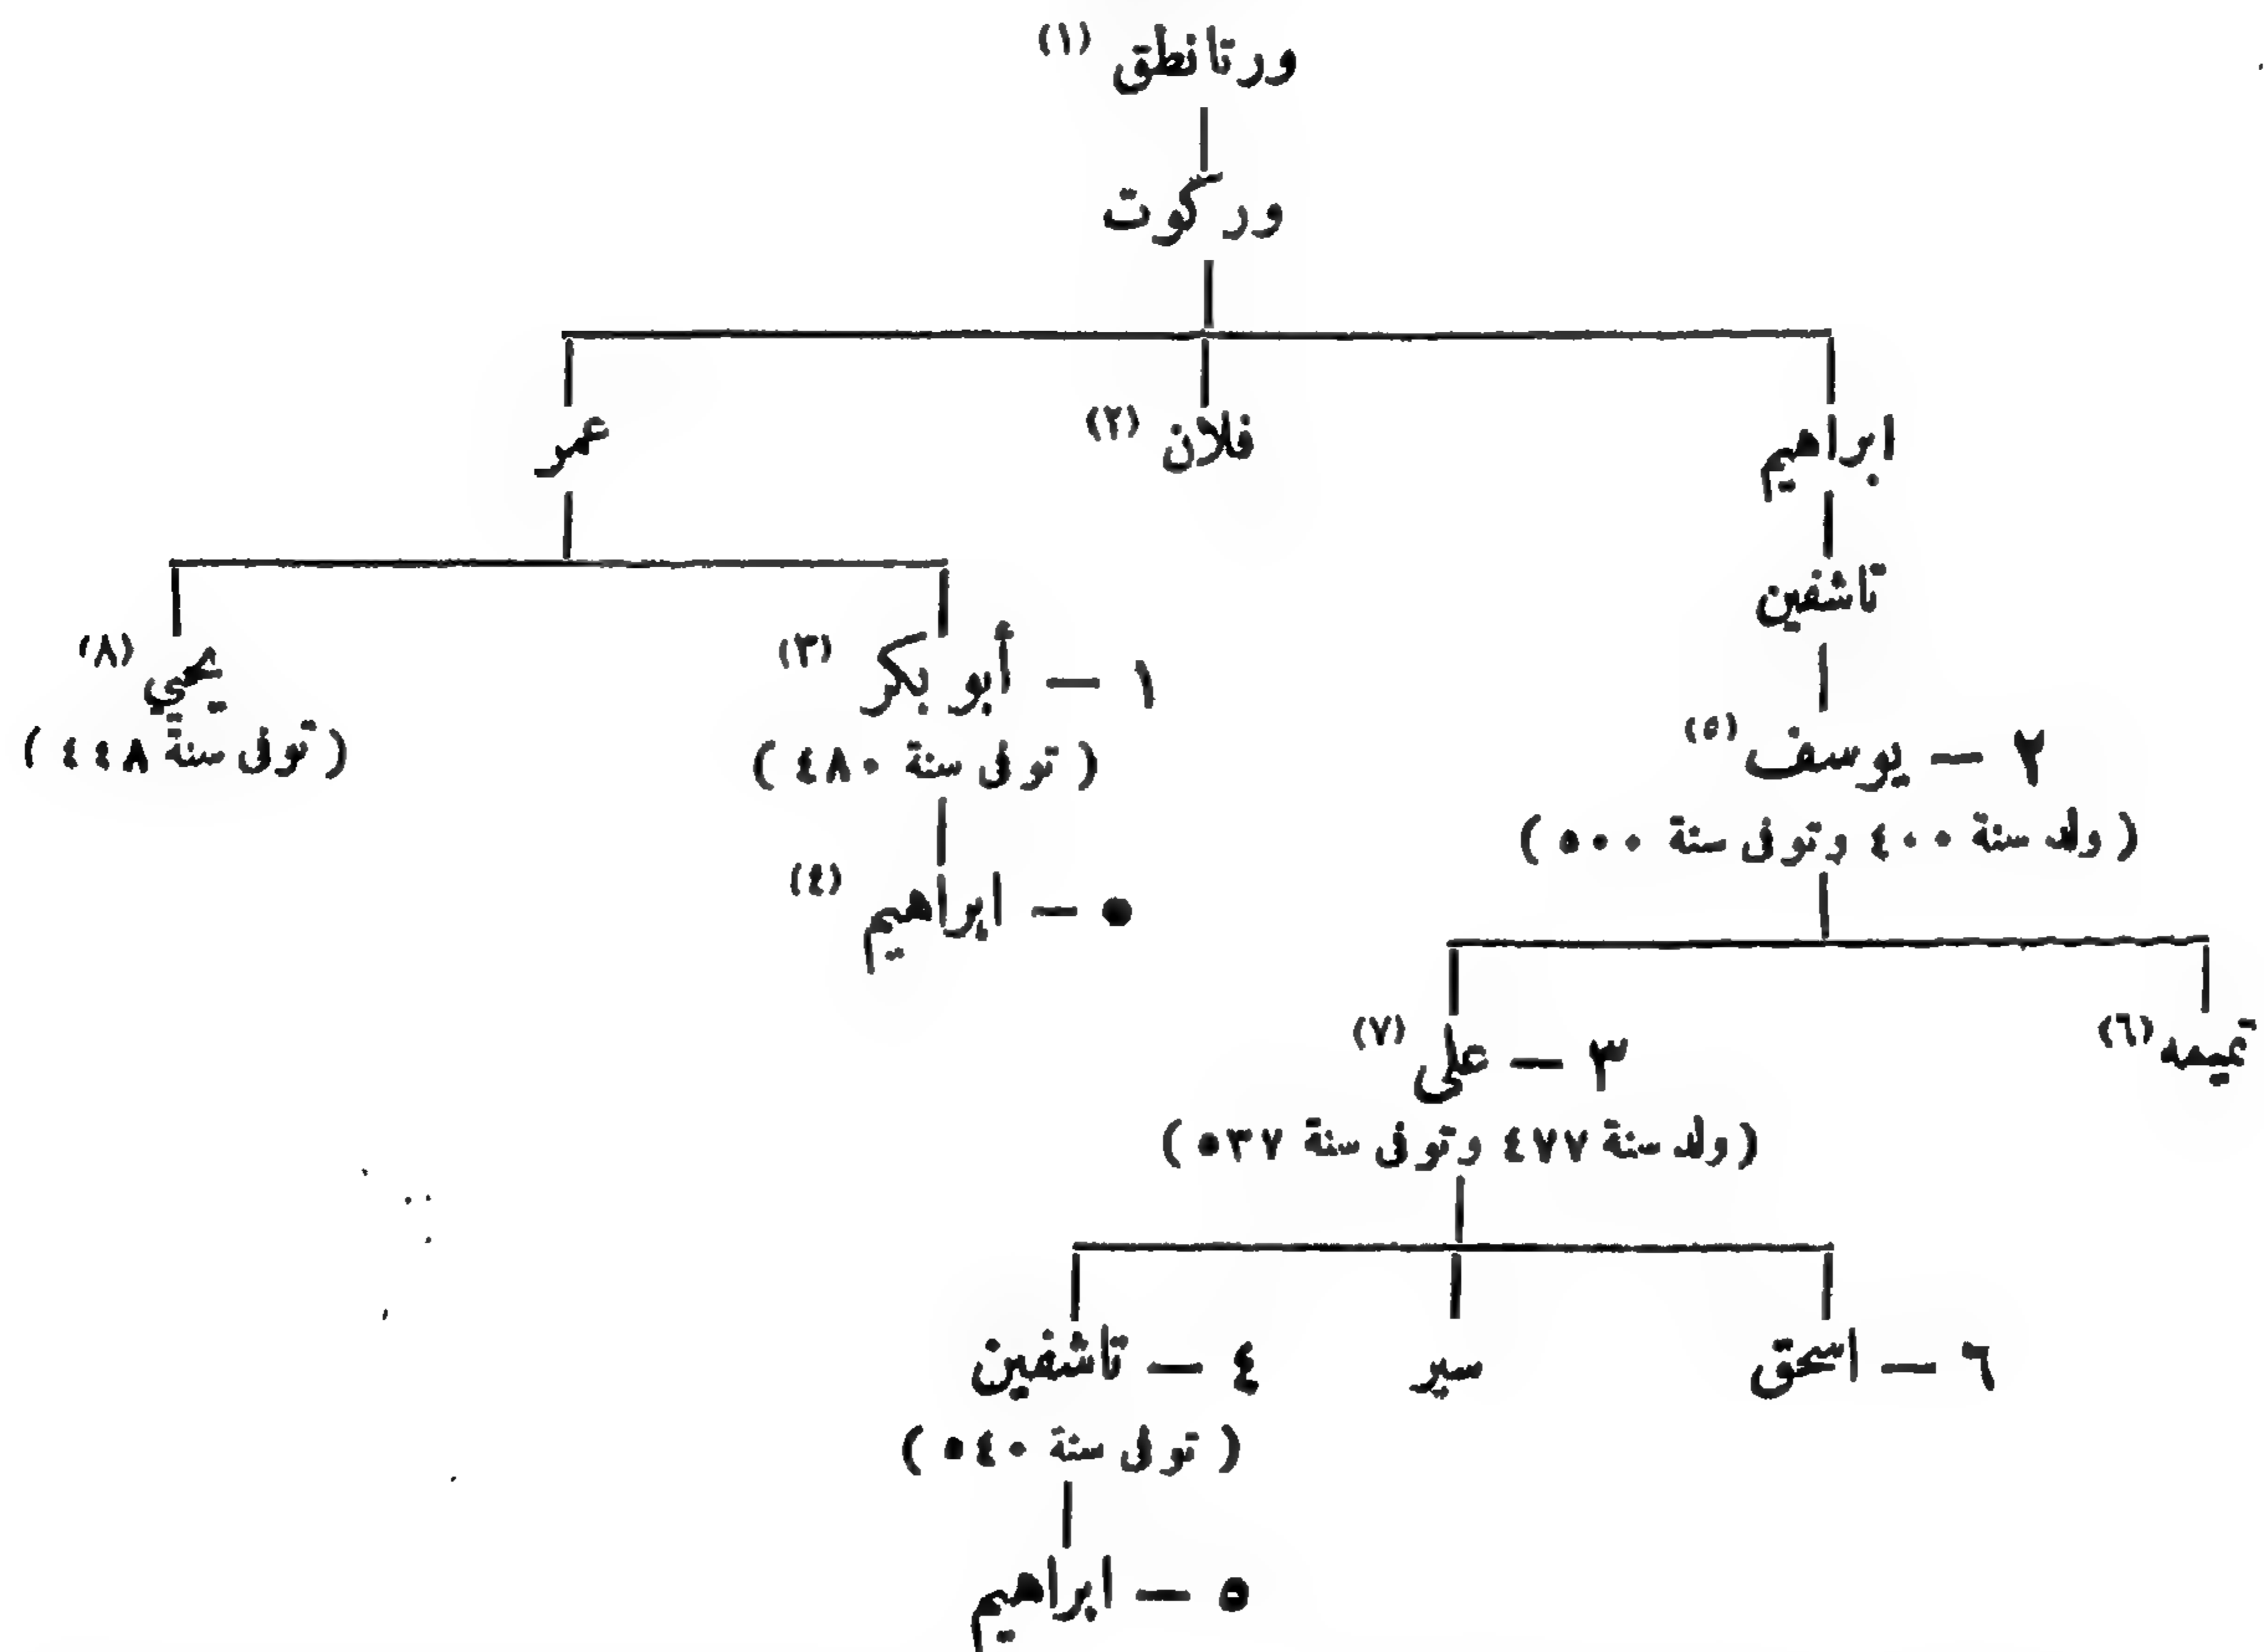 ورتانطق (١)
وركوت
ابراهيم
فلان (٢)
عمر
تاشفين
١ — أبو بكر (٣)
(توفى سنة ٤٨٠)
يحيي (٨)
(توفى سنة ٤٤٨)
٢ — يوسف (٥)
(ولد سنة ٤٠٠ وتوفى سنة ٥٠٠)
٥ — ابراهيم (٤)
تميمه (٦)
٣ — على (٧)
(ولد سنة ٤٧٧ وتوفى سنة ٥٣٧)
٦ — اسحق
سير
٤ — تاشفين
(توفى سنة ٥٤٠)
٥ — ابراهيم